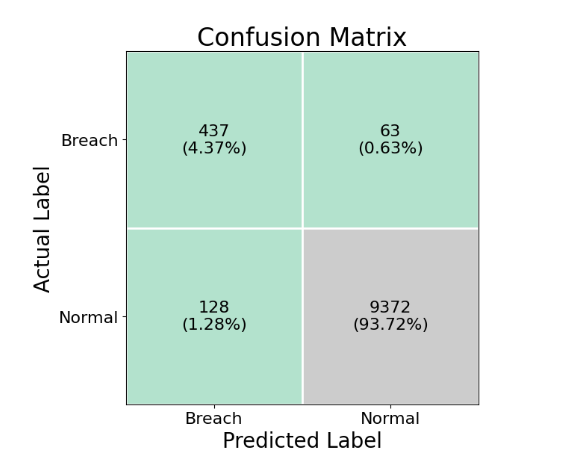 Confusion Matrix
Breach
437
(4.37%)
63
(0.63%)
Actual Label
Normal
128
(1.28%)
9372
(93.72%)
Breach
Normal
Predicted Label